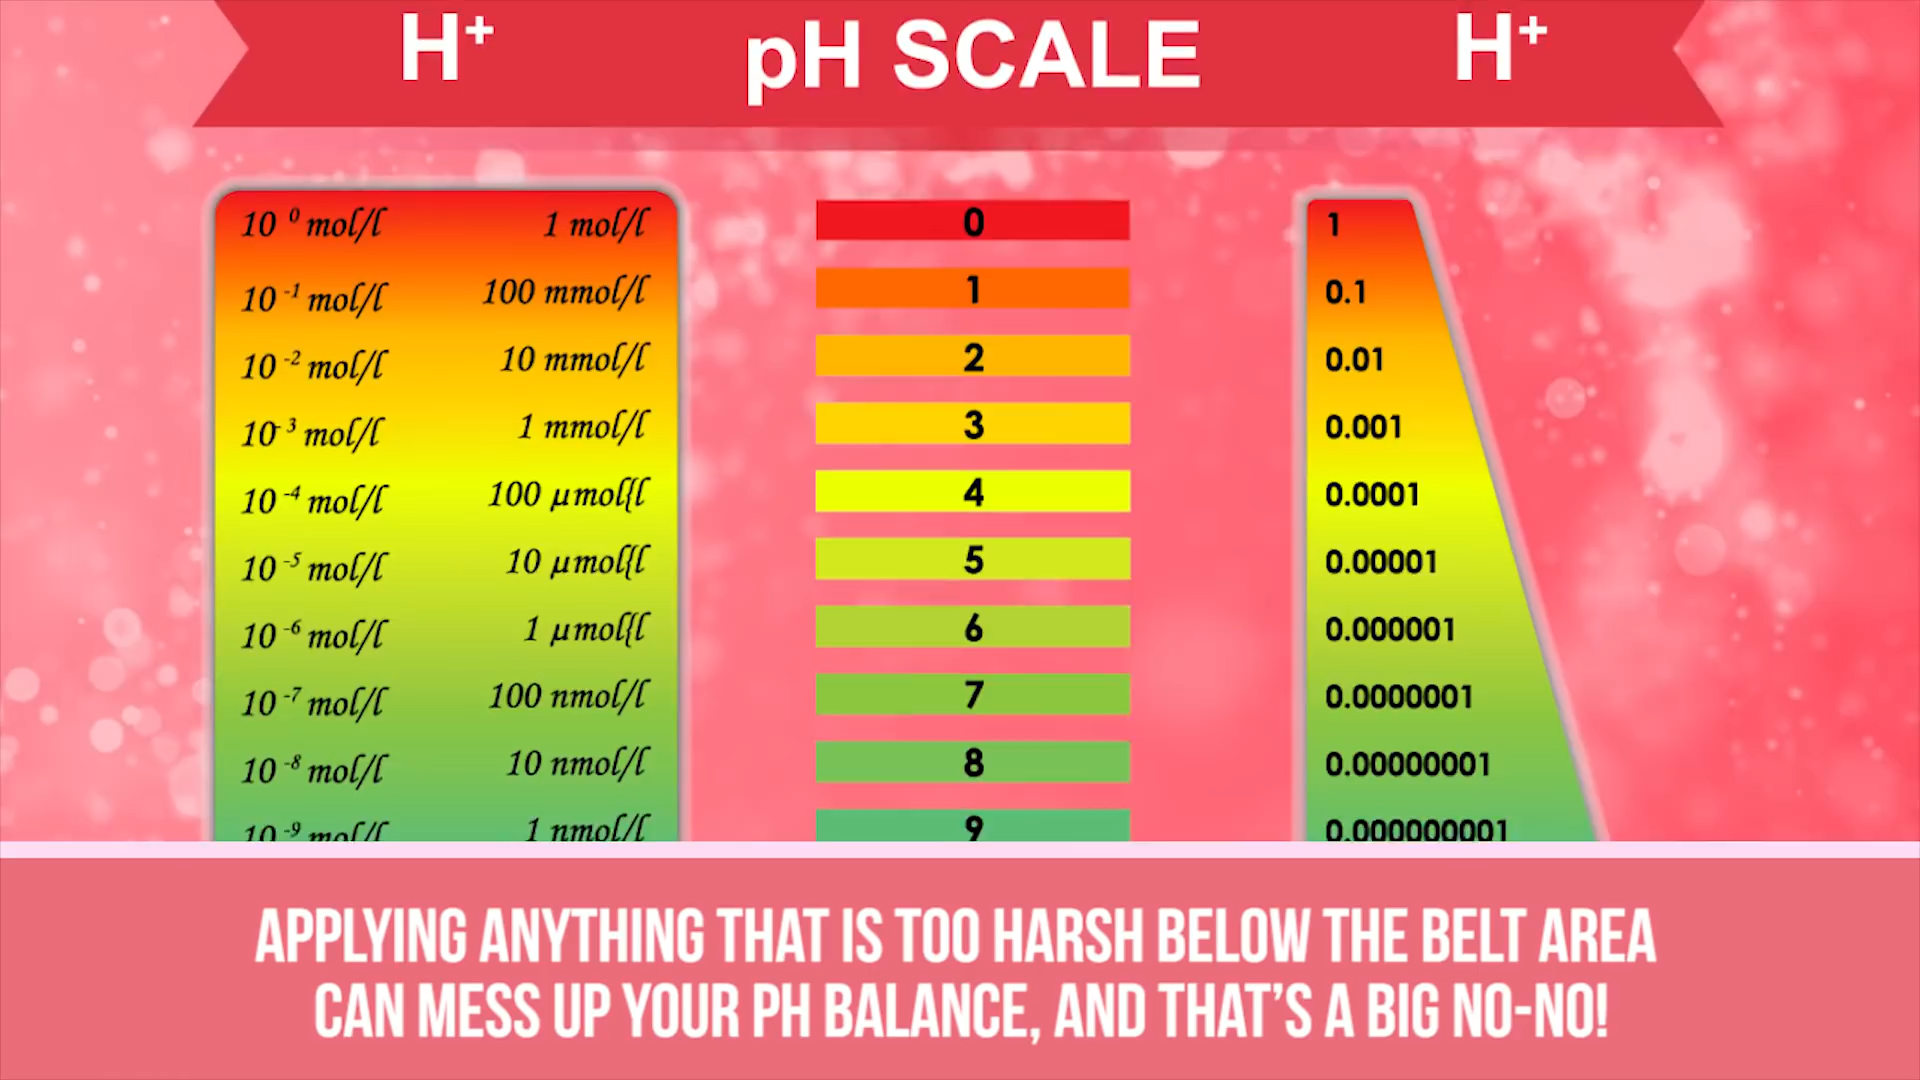 H⁺ pH SCALE H⁺
10 ⁰ mol/l 1 mol/l 0 1
10 ⁻¹ mol/l 100 mmol/l 1 0.1
10 ⁻² mol/l 10 mmol/l 2 0.01
10⁻³ mol/l 1 mmol/l 3 0.001
10 ⁻⁴ mol/l 100 μmol{l 4 0.0001
10 ⁻⁵ mol/l 10 μmol{l 5 0.00001
10 ⁻⁶ mol/l 1 μmol{l 6 0.000001
10 ⁻⁷ mol/l 100 nmol/l 7 0.0000001
10 ⁻⁸ mol/l 10 nmol/l 8 0.00000001
10 ⁻⁹ mol/l 1 nmol/l 9 0.000000001
APPLYING ANYTHING THAT IS TOO HARSH BELOW THE BELT AREA
CAN MESS UP YOUR PH BALANCE, AND THAT'S A BIG NO-NO!